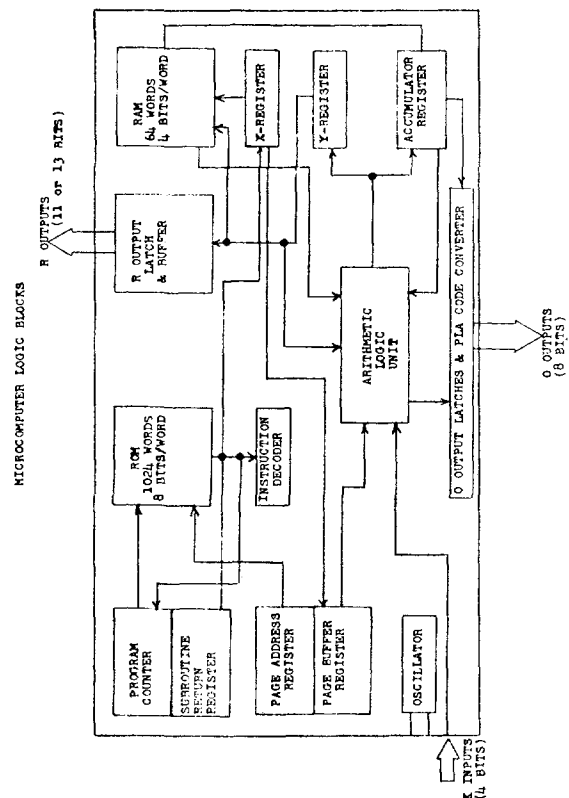 MICROCOMPUTER LOGIC BLOCKS
R OUTPUTS
(11 or 13 BITS)
PROGRAM
COUNTER
SUBROUTINE
RETURN
REGISTER
ROM
1024 WORDS
8 BITS/WORD
R OUTPUT
LATCH
& BUFFER
RAM
64 WORDS
4 BITS/WORD
X-REGISTER
PAGE ADDRESS
REGISTER
PAGE BUFFER
REGISTER
INSTRUCTION
DECODER
Y-REGISTER
ARITHMETIC
LOGIC
UNIT
ACCUMULATOR
REGISTER
OSCILLATOR
O OUTPUT LATCHES & PLA CODE CONVERTER
K INPUTS
(4 BITS)
O OUTPUTS
(8 BITS)